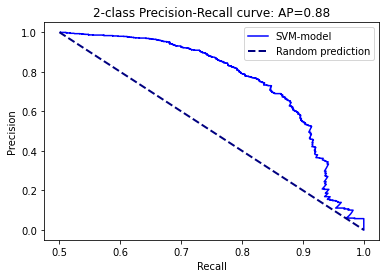 2-class Precision-Recall curve: AP=0.88
SVM-model
Random prediction
Precision
1.0
0.8
0.6
0.4
0.2
0.0
0.5 0.6 0.7 0.8 0.9 1.0
Recall